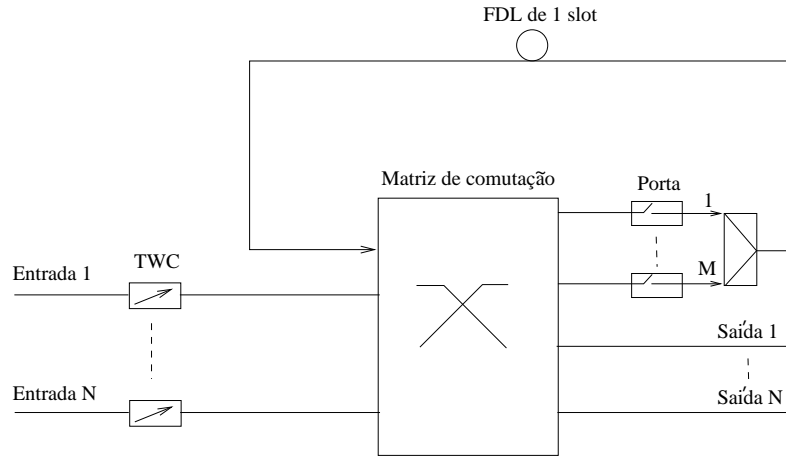 FDL de 1 slot
Matriz de comutação
Porta
1
TWC
Entrada 1
M
Saída 1
Entrada N
Saída N